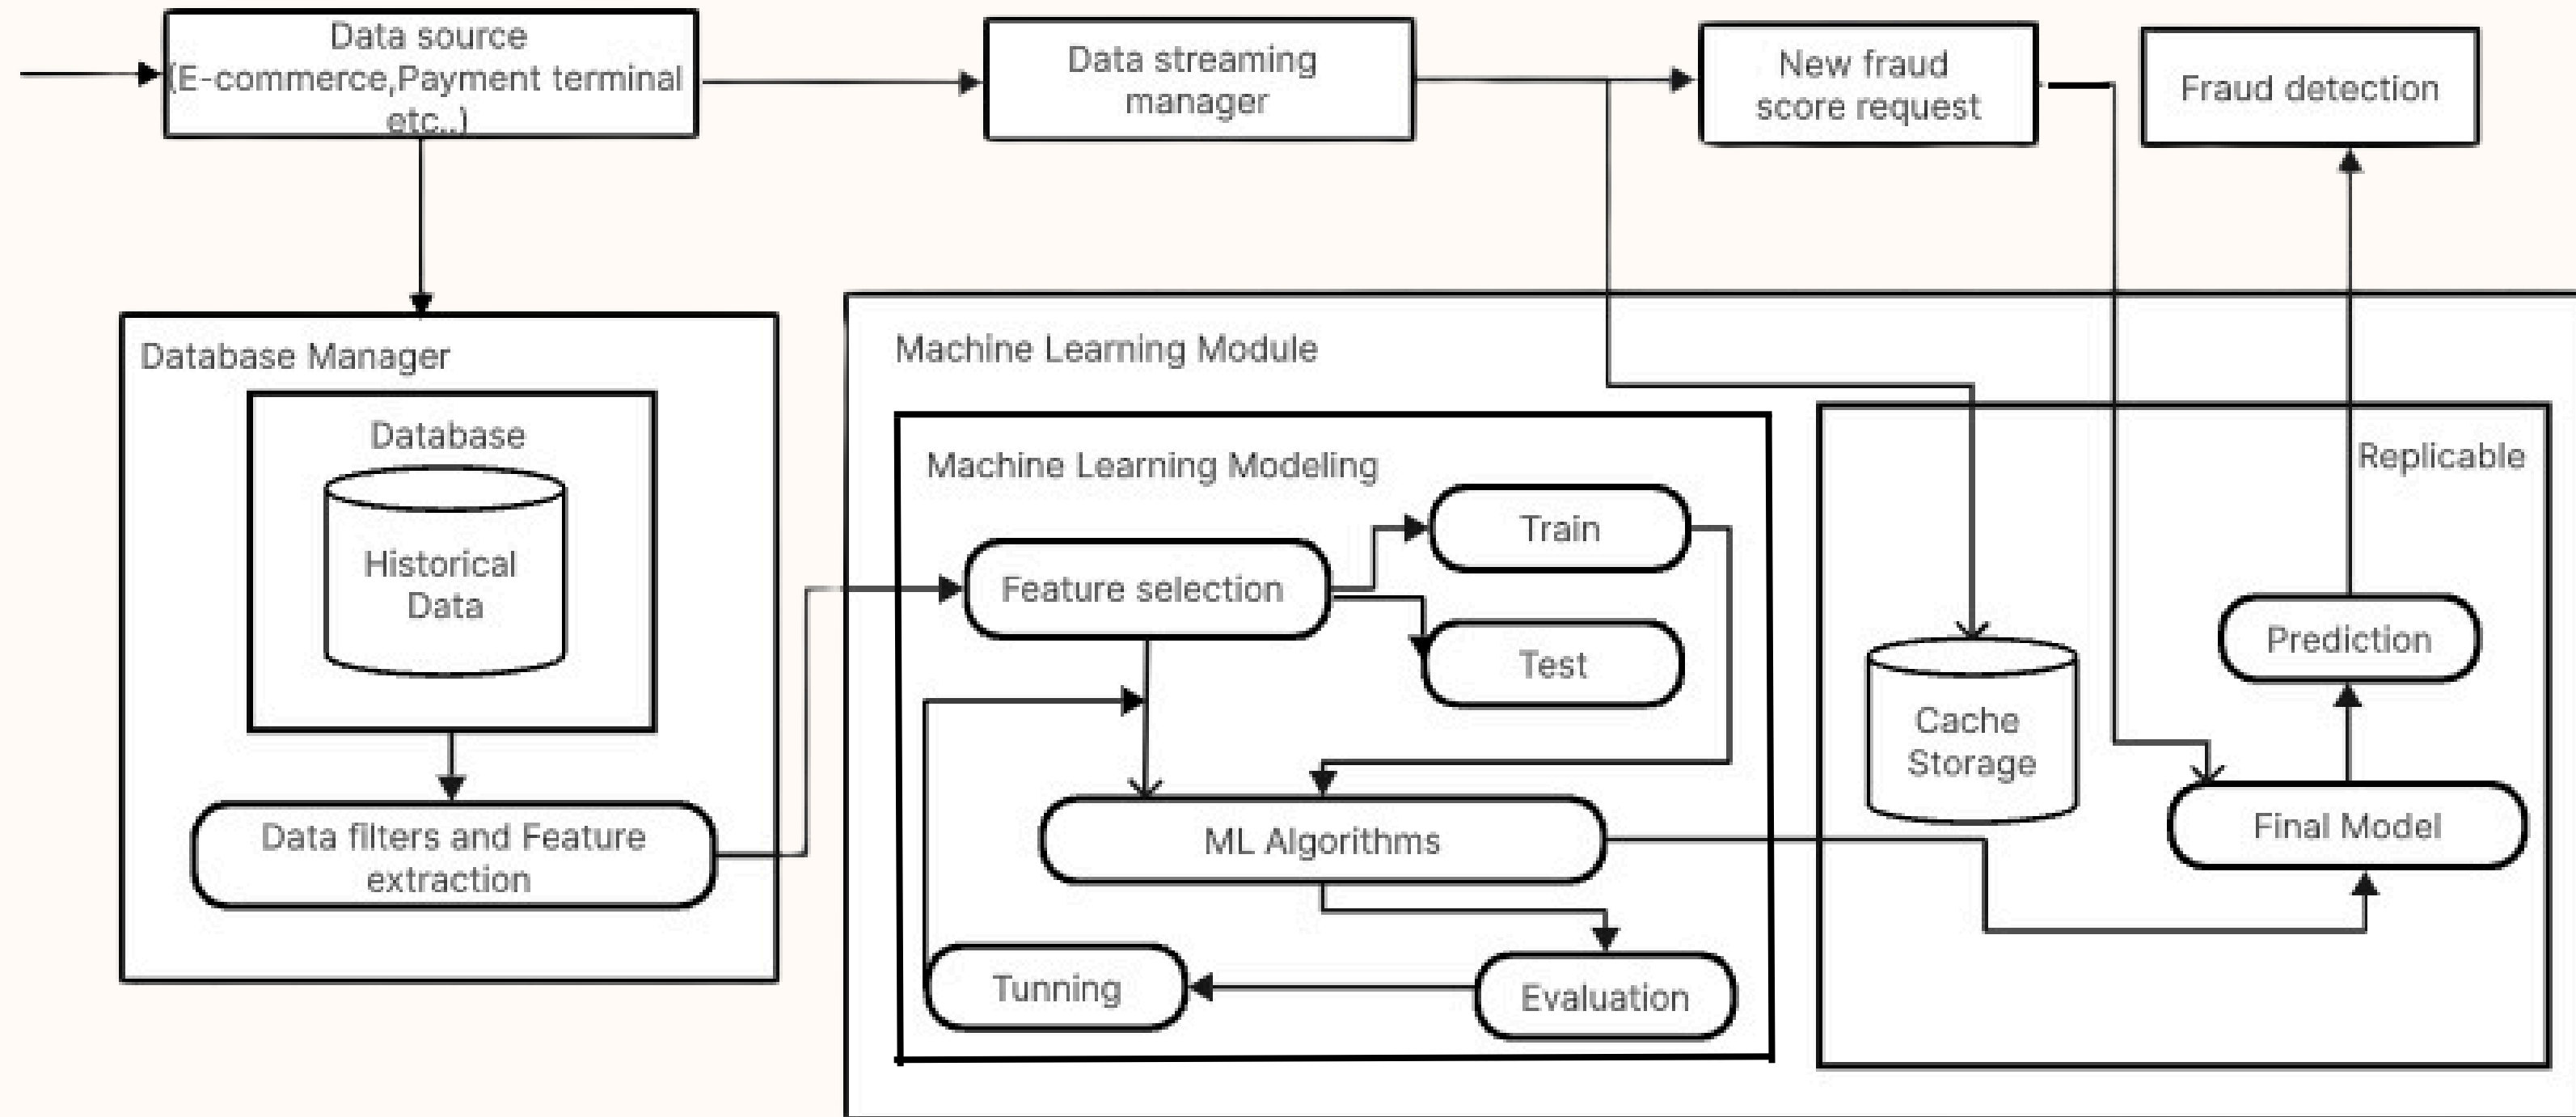 Data source
(E-commerce,Payment terminal
etc..)
Data streaming
manager
New fraud
score request
Fraud detection
Database Manager
Database
Historical
Data
Data filters and Feature
extraction
Machine Learning Module
Machine Learning Modeling
Feature selection
Train
Test
ML Algorithms
Tunning
Evaluation
Replicable
Cache
Storage
Prediction
Final Model